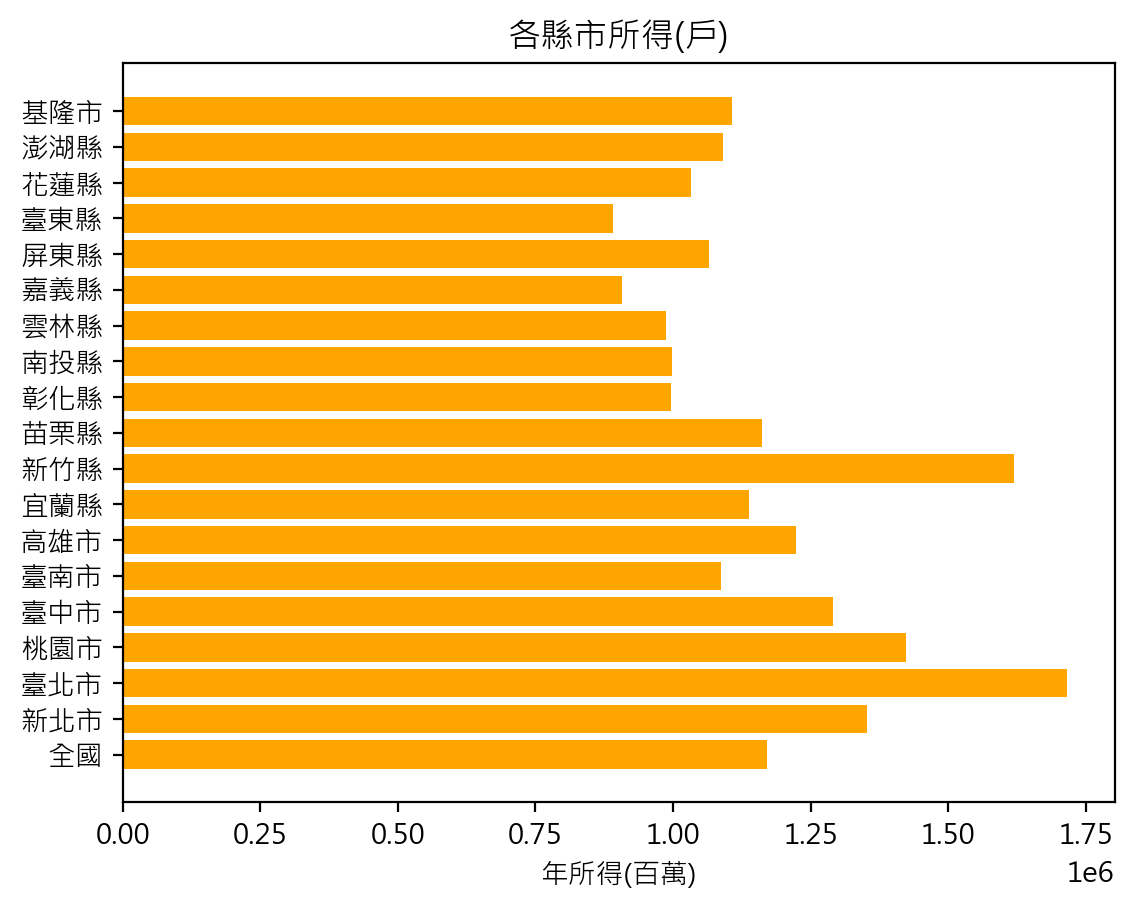 各縣市所得(戶)
基隆市
澎湖縣
花蓮縣
臺東縣
屏東縣
嘉義縣
雲林縣
南投縣
彰化縣
苗栗縣
新竹縣
宜蘭縣
高雄市
臺南市
臺中市
桃園市
臺北市
新北市
全國
0.00 0.25 0.50 0.75 1.00 1.25 1.50 1.75
年所得(百萬)
1e6